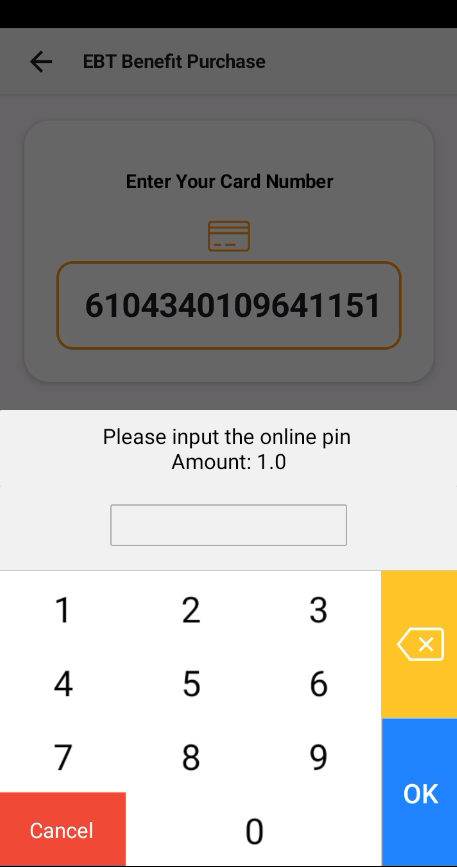 EBT Benefit Purchase
Enter Your Card Number
6104340109641151
Please input the online pin
Amount: 1.0
1 2 3
4 5 6
7 8 9
OK
Cancel 0